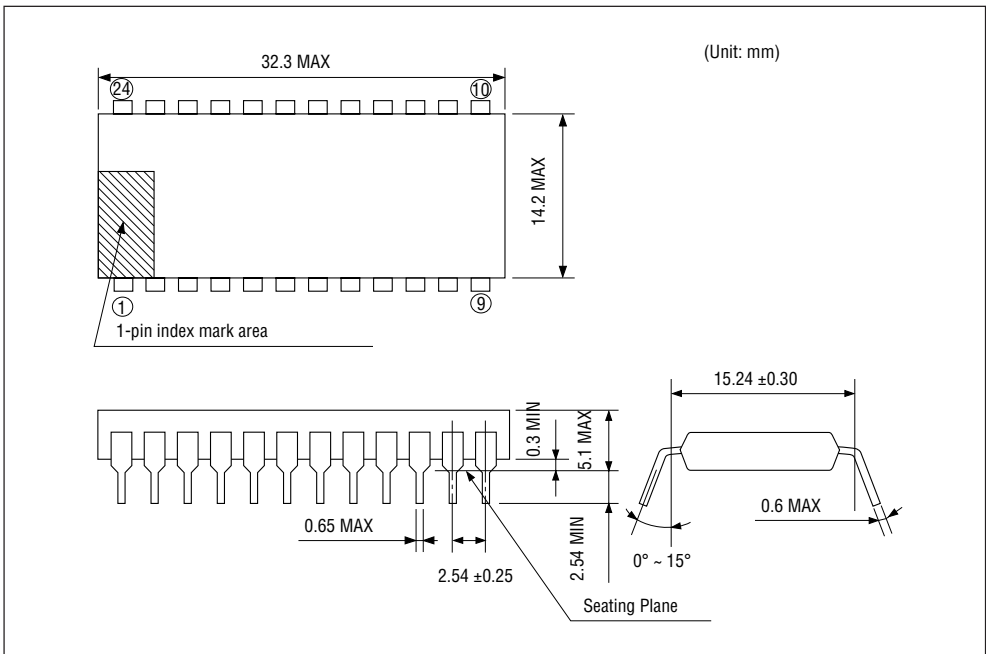 (Unit: mm)
32.3 MAX
24
10
14.2 MAX
1
9
1-pin index mark area
15.24 ±0.30
0.3 MIN
5.1 MAX
0.65 MAX
2.54 ±0.25
2.54 MIN
0° ~ 15°
0.6 MAX
Seating Plane